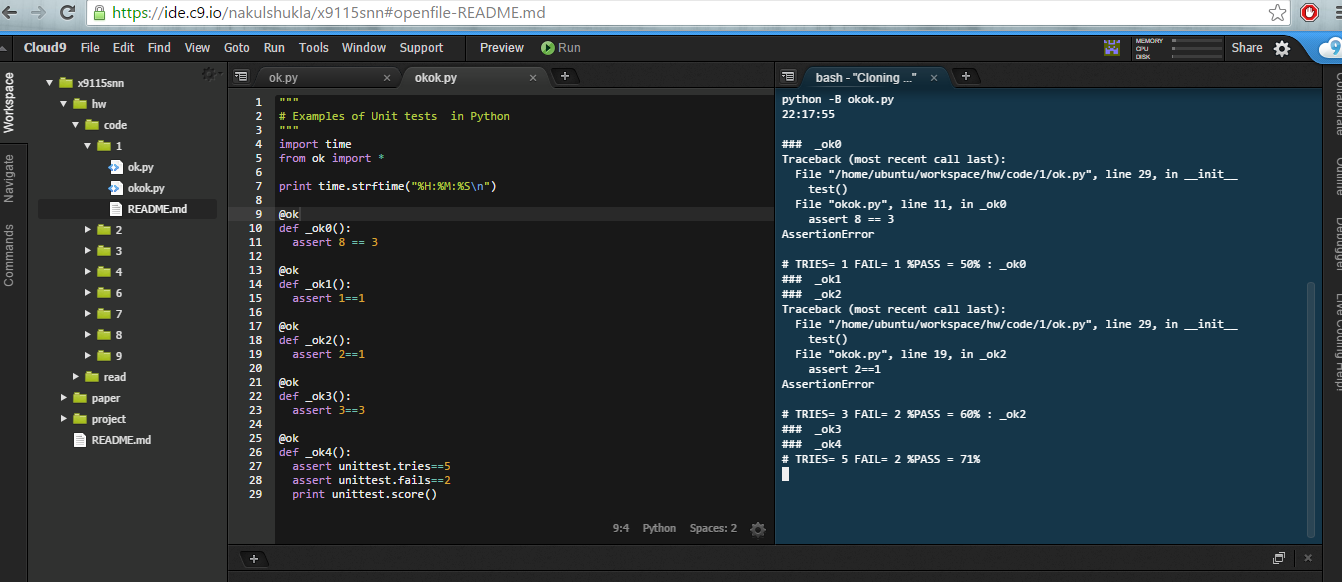 https://ide.c9.io/nakulshukla/x9115snn#openfile-README.md
Cloud9 File Edit Find View Goto Run Tools Window Support Preview Run MEMORY CPU DISK Share
Workspace
Navigate
Commands
x9115snn
hw
code
1
ok.py
okok.py
README.md
2
3
4
6
7
8
9
read
paper
project
README.md
ok.py × okok.py ×
1 """
2 # Examples of Unit tests  in Python
3 """
4 import time
5 from ok import *
6
7 print time.strftime("%H:%M:%S\n")
8
9 @ok
10 def _ok0():
11   assert 8 == 3
12
13 @ok
14 def _ok1():
15   assert 1==1
16
17 @ok
18 def _ok2():
19   assert 2==1
20
21 @ok
22 def _ok3():
23   assert 3==3
24
25 @ok
26 def _ok4():
27   assert unittest.tries==5
28   assert unittest.fails==2
29   print unittest.score()
9:4 Python Spaces: 2
bash - "Cloning ..." ×
python -B okok.py
22:17:55
###  _ok0
Traceback (most recent call last):
  File "/home/ubuntu/workspace/hw/code/1/ok.py", line 29, in __init__
    test()
  File "okok.py", line 11, in _ok0
    assert 8 == 3
AssertionError
# TRIES= 1 FAIL= 1 %PASS = 50% : _ok0
###  _ok1
###  _ok2
Traceback (most recent call last):
  File "/home/ubuntu/workspace/hw/code/1/ok.py", line 29, in __init__
    test()
  File "okok.py", line 19, in _ok2
    assert 2==1
AssertionError
# TRIES= 3 FAIL= 2 %PASS = 60% : _ok2
###  _ok3
###  _ok4
# TRIES= 5 FAIL= 2 %PASS = 71%